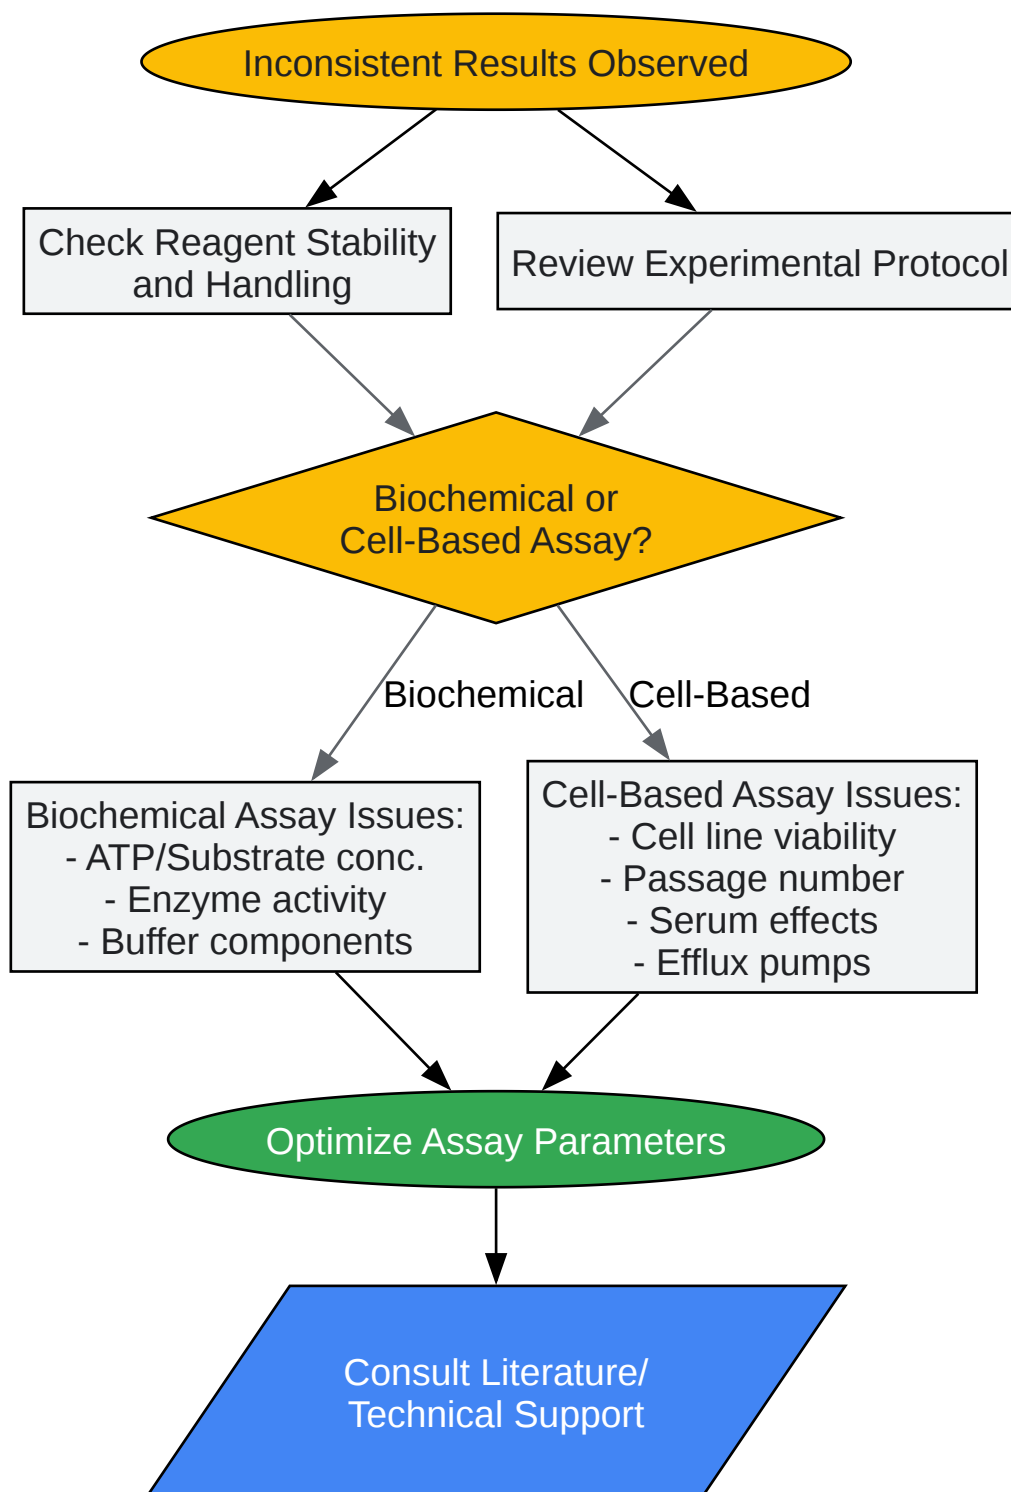 Inconsistent Results Observed
Check Reagent Stability
and Handling
Review Experimental Protocol
Biochemical or
Cell-Based Assay?
Biochemical
Cell-Based
Biochemical Assay Issues:
- ATP/Substrate conc.
- Enzyme activity
- Buffer components
Cell-Based Assay Issues:
- Cell line viability
- Passage number
- Serum effects
- Efflux pumps
Optimize Assay Parameters
Consult Literature/
Technical Support